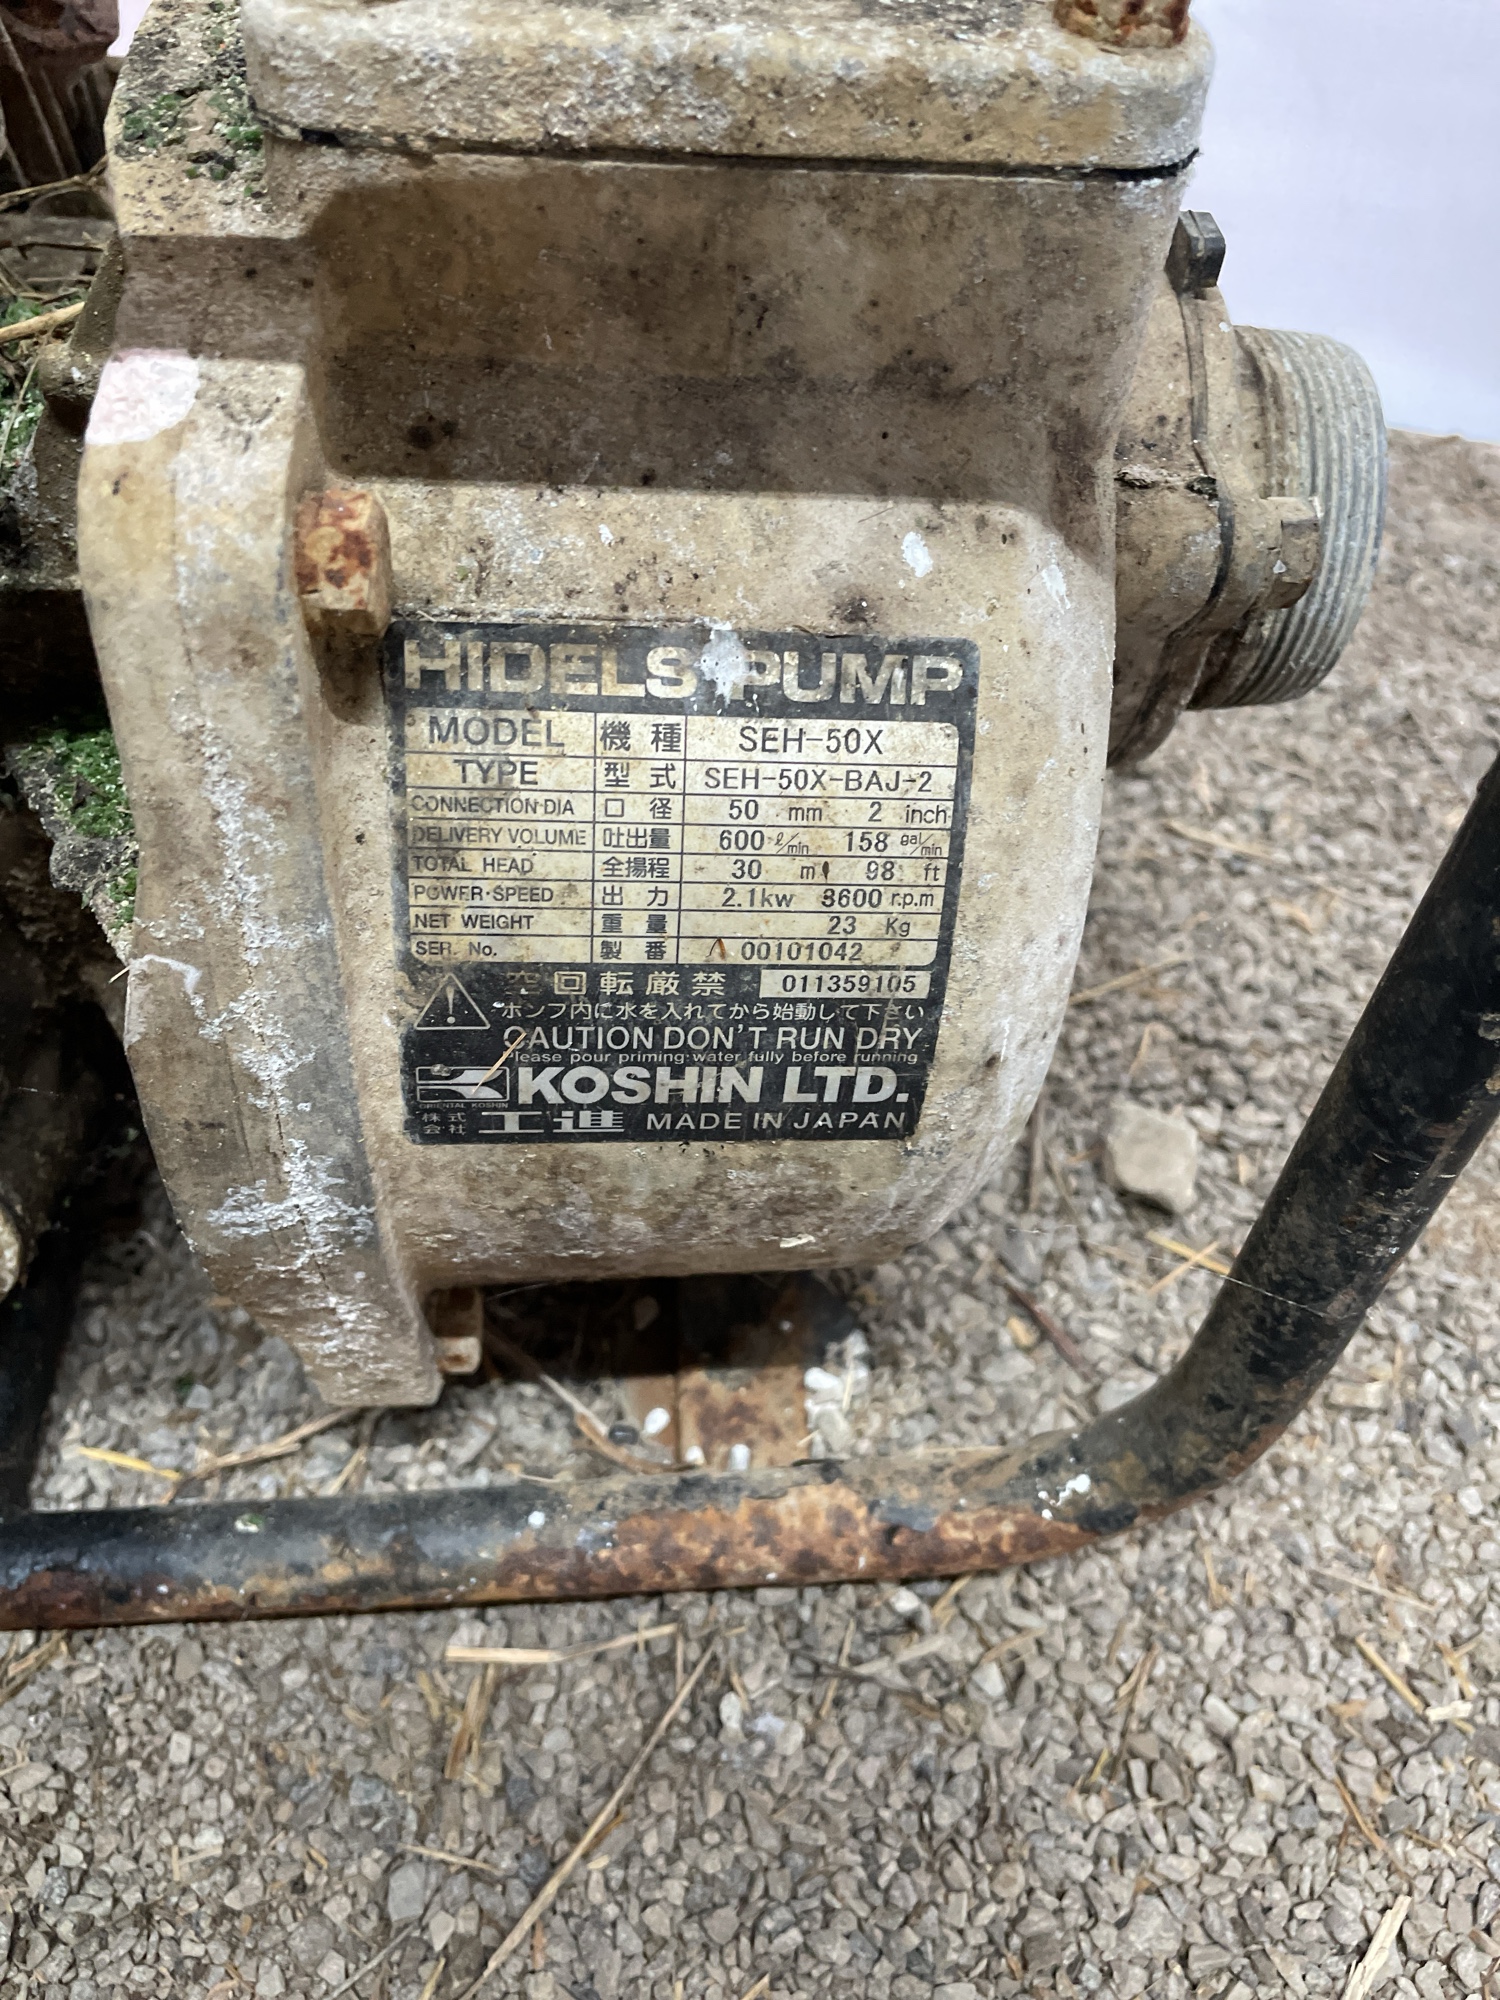 HIDELS PUMP
MODEL 機種 SEH-50X
TYPE 型式 SEH-50X-BAJ-2
CONNECTION DIA 口径 50 mm 2 inch
DELIVERY VOLUME 吐出量 600 ℓ/min 158 gal/min
TOTAL HEAD 全揚程 30 m 98 ft
POWER·SPEED 出力 2.1kw 3600 r.p.m
NET WEIGHT 重量 23 Kg
SER. No. 製番 00101042
空回転厳禁 011359105
ポンプ内に水を入れてから始動して下さい
CAUTION DON'T RUN DRY
Please pour priming water fully before running
KOSHIN LTD.
ORIENTAL KOSHIN
株式会社 工進 MADE IN JAPAN